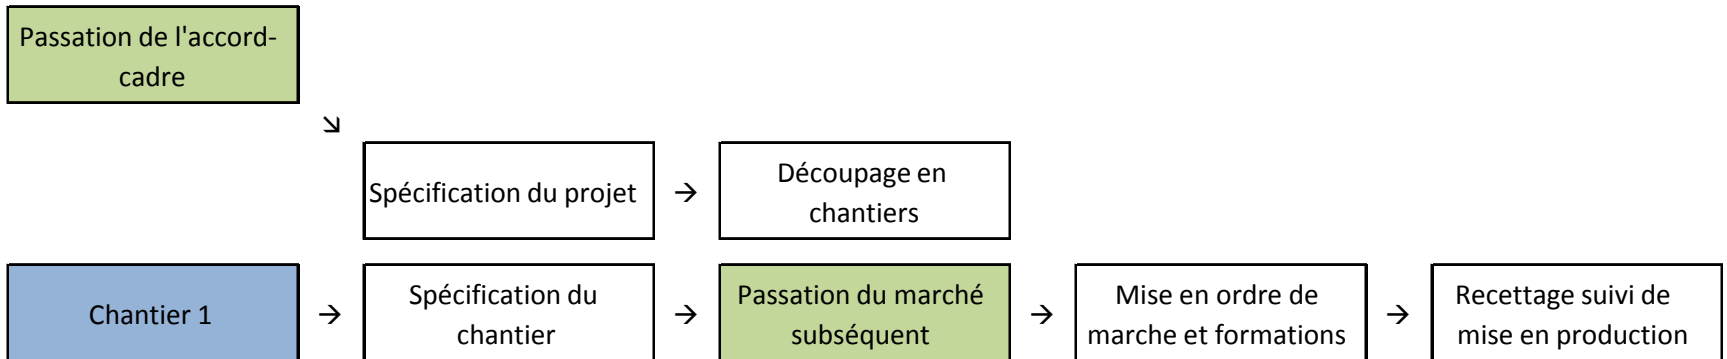 Passation de l'accord-
cadre
↘
Spécification du projet
→
Découpage en
chantiers
Chantier 1
→
Spécification du
chantier
→
Passation du marché
subséquent
→
Mise en ordre de
marche et formations
→
Recettage suivi de
mise en production